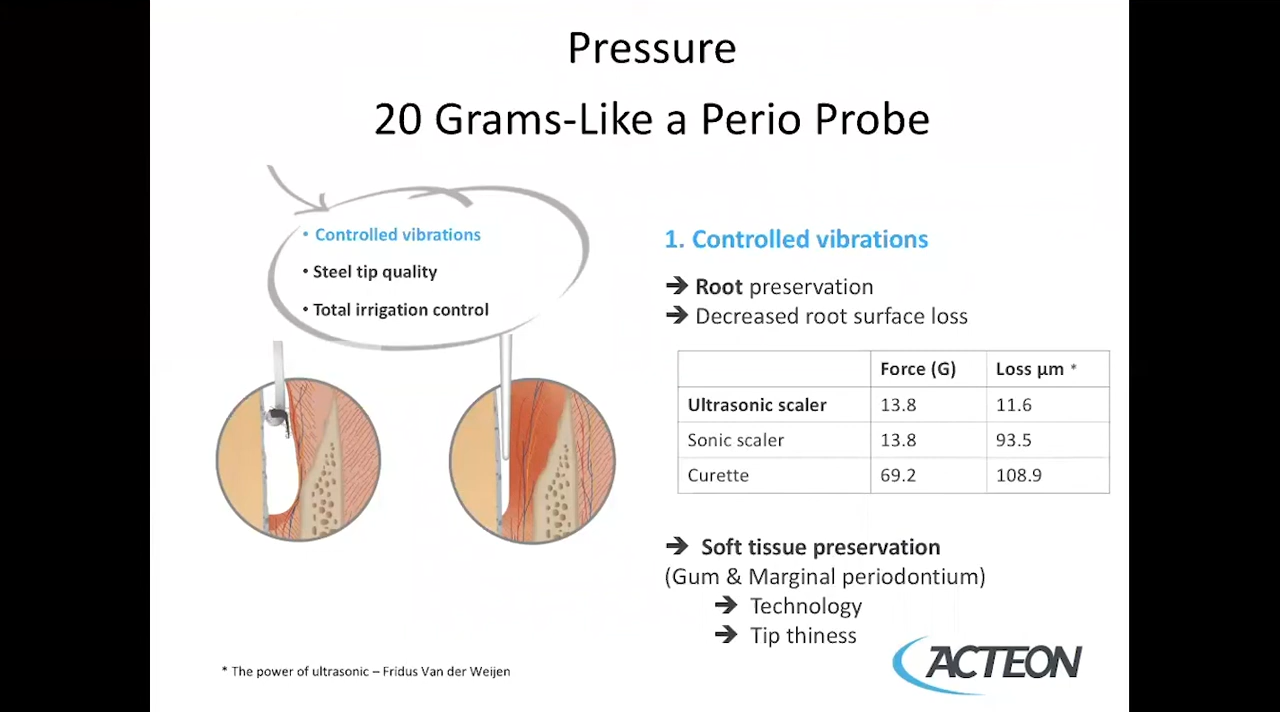 Pressure
20 Grams-Like a Perio Probe
• Controlled vibrations
• Steel tip quality
• Total irrigation control
1. Controlled vibrations
➔ Root preservation
➔ Decreased root surface loss
Force (G) Loss µm *
Ultrasonic scaler 13.8 11.6
Sonic scaler 13.8 93.5
Curette 69.2 108.9
➔ Soft tissue preservation
(Gum & Marginal periodontium)
➔ Technology
➔ Tip thiness
* The power of ultrasonic – Fridus Van der Weijen
ACTEON